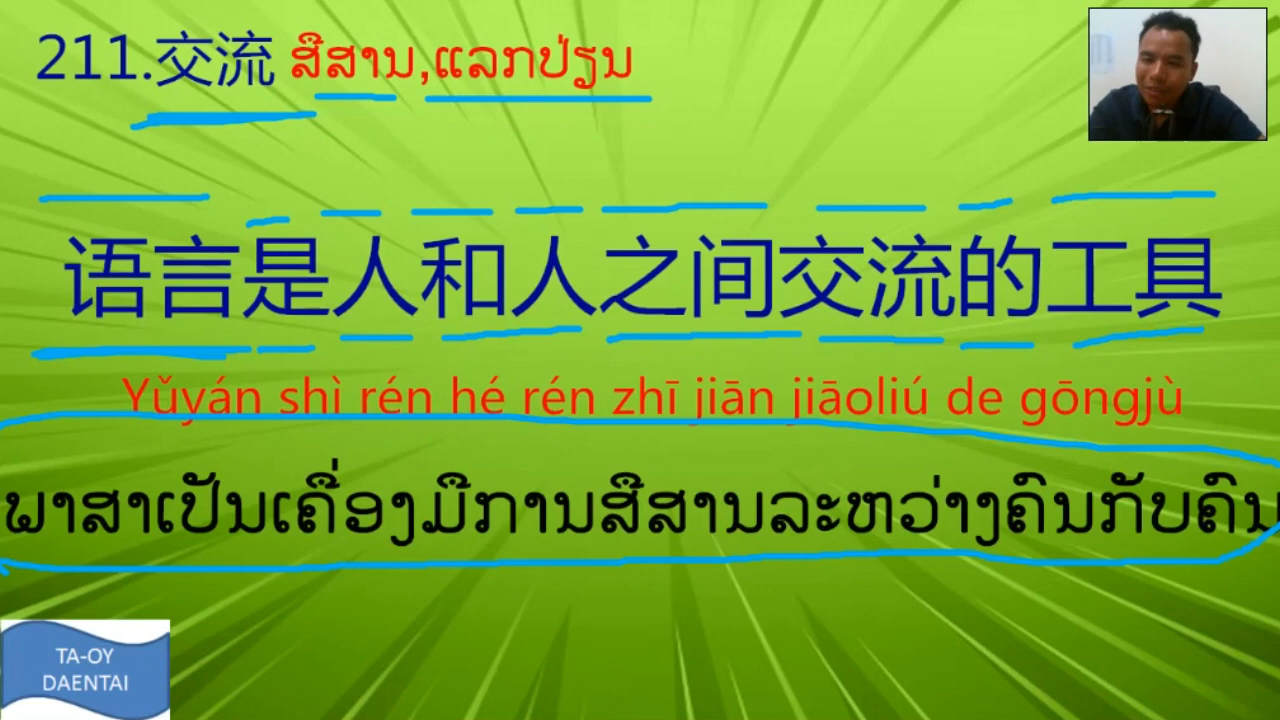 211.交流 ສືສານ,ແລກປ່ຽນ
语言是人和人之间交流的工具
Yǔyán shì rén hé rén zhī jiān jiāoliú de gōngjù
ພາສາເປັນເຄື່ອງມືການສືສານລະຫວ່າງຄົນກັບຄົນ
TA-OY
DAENTAI